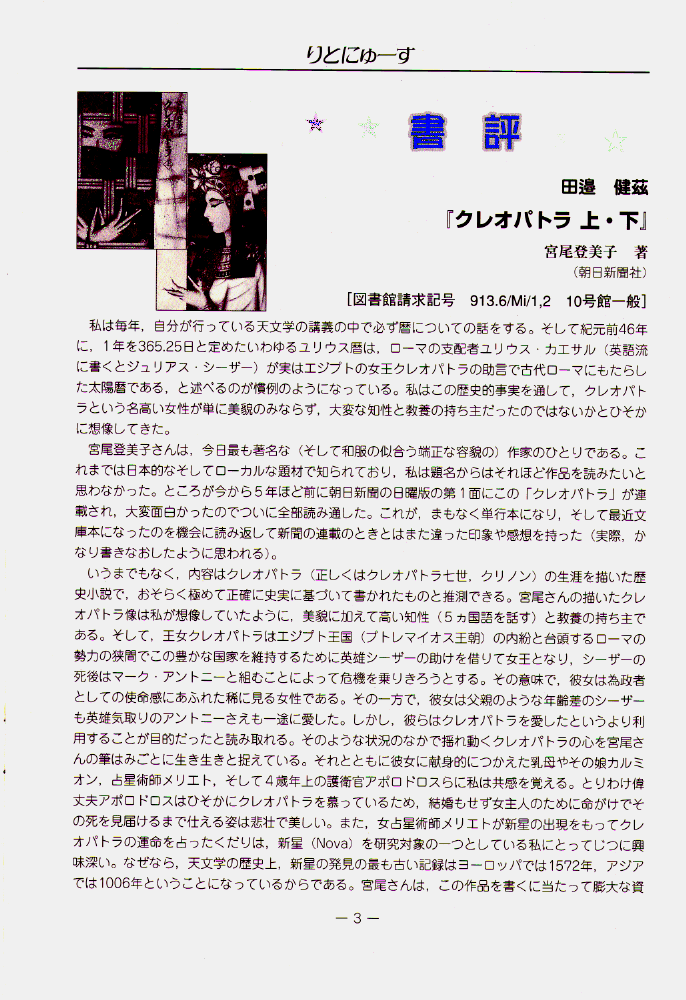 りとにゅーす
書評
田邉 健茲
『クレオパトラ 上・下』
宮尾登美子 著
（朝日新聞社）
［図書館請求記号 913.6/Mi/1,2 10号館一般］
私は毎年，自分が行っている天文学の講義の中で必ず暦についての話をする。そして紀元前46年
に，1年を365.25日と定めたいわゆるユリウス暦は，ローマの支配者ユリウス・カエサル（英語流
に書くとジュリアス・シーザー）が実はエジプトの女王クレオパトラの助言で古代ローマにもたらし
た太陽暦である，と述べるのが慣例のようになっている。私はこの歴史的事実を通して，クレオパト
ラという名高い女性が単に美貌のみならず，大変な知性と教養の持ち主だったのではないかとひそか
に想像してきた。
宮尾登美子さんは，今日最も著名な（そして和服の似合う端正な容貌の）作家のひとりである。こ
れまでは日本的なそしてローカルな題材で知られており，私は題名からはそれほど作品を読みたいと
思わなかった。ところが今から５年ほど前に朝日新聞の日曜版の第１面にこの「クレオパトラ」が連
載され，大変面白かったのでついに全部読み通した。これが，まもなく単行本になり，そして最近文
庫本になったのを機会に読み返して新聞の連載のときとはまた違った印象や感想を持った（実際，か
なり書きなおしたように思われる）。
いうまでもなく，内容はクレオパトラ（正しくはクレオパトラ七世，クリノン）の生涯を描いた歴
史小説で，おそらく極めて正確に史実に基づいて書かれたものと推測できる。宮尾さんの描いたクレ
オパトラ像は私が想像していたように，美貌に加えて高い知性（５ヵ国語を話す）と教養の持ち主で
ある。そして，王女クレオパトラはエジプト王国（プトレマイオス王朝）の内紛と台頭するローマの
勢力の狭間でこの豊かな国家を維持するために英雄シーザーの助けを借りて女王となり，シーザーの
死後はマーク・アントニーと組むことによって危機を乗りきろうとする。その意味で，彼女は為政者
としての使命感にあふれた稀に見る女性である。その一方で，彼女は父親のような年齢差のシーザー
も英雄気取りのアントニーさえも一途に愛した。しかし，彼らはクレオパトラを愛したというより利
用することが目的だったと読み取れる。そのような状況のなかで揺れ動くクレオパトラの心を宮尾さ
んの筆はみごとに生き生きと捉えている。それとともに彼女に献身的につかえた乳母やその娘カルミ
オン，占星術師メリエト，そして４歳年上の護衛官アポロドロスらに私は共感を覚える。とりわけ偉
丈夫アポロドロスはひそかにクレオパトラを慕っているため，結婚もせず女主人のために命がけでそ
の死を見届けるまで仕える姿は悲壮で美しい。また，女占星術師メリエトが新星の出現をもってクレ
オパトラの運命を占ったくだりは，新星（Nova）を研究対象の一つとしている私にとってじつに興
味深い。なぜなら，天文学の歴史上，新星の発見の最も古い記録はヨーロッパでは1572年，アジア
では1006年ということになっているからである。宮尾さんは，この作品を書くに当たって膨大な資
― 3 ―